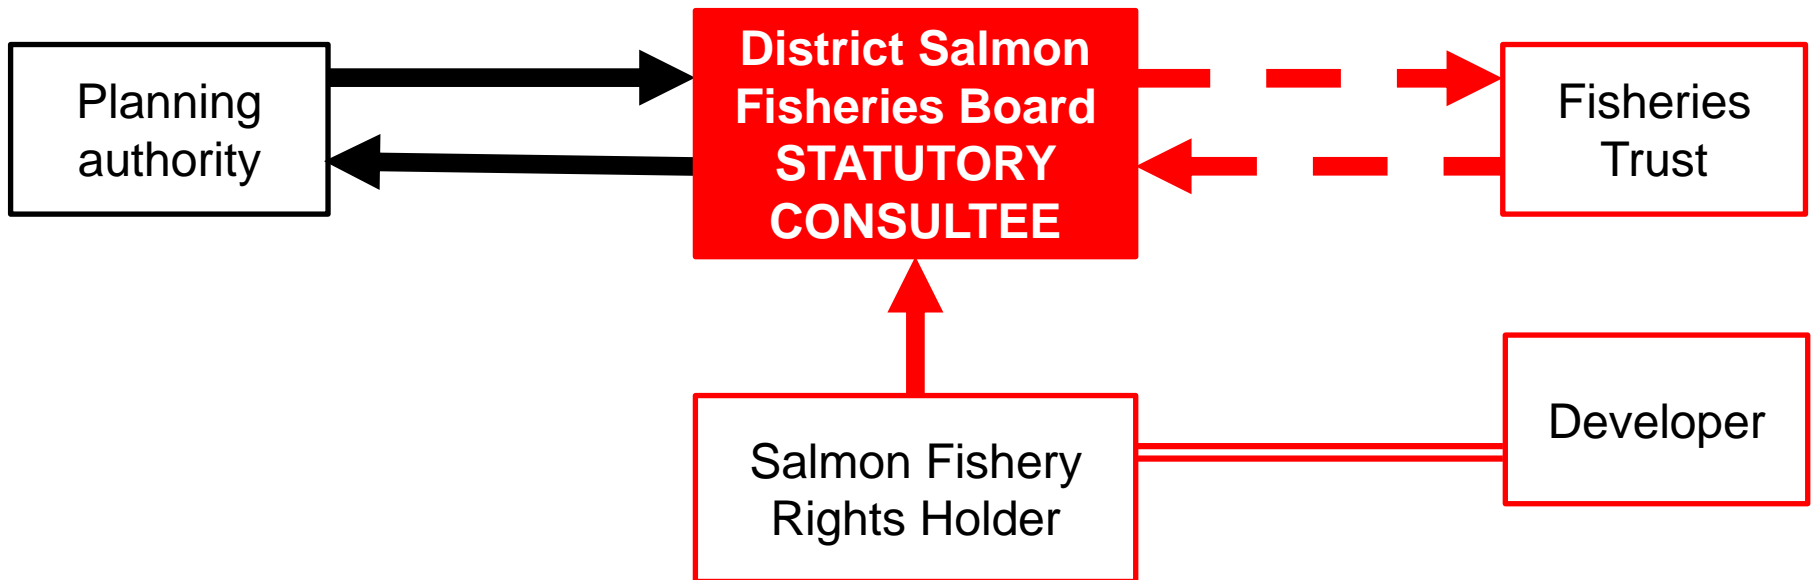 Planning
authority
District Salmon
Fisheries Board
STATUTORY
CONSULTEE
Fisheries
Trust
Salmon Fishery
Rights Holder
Developer